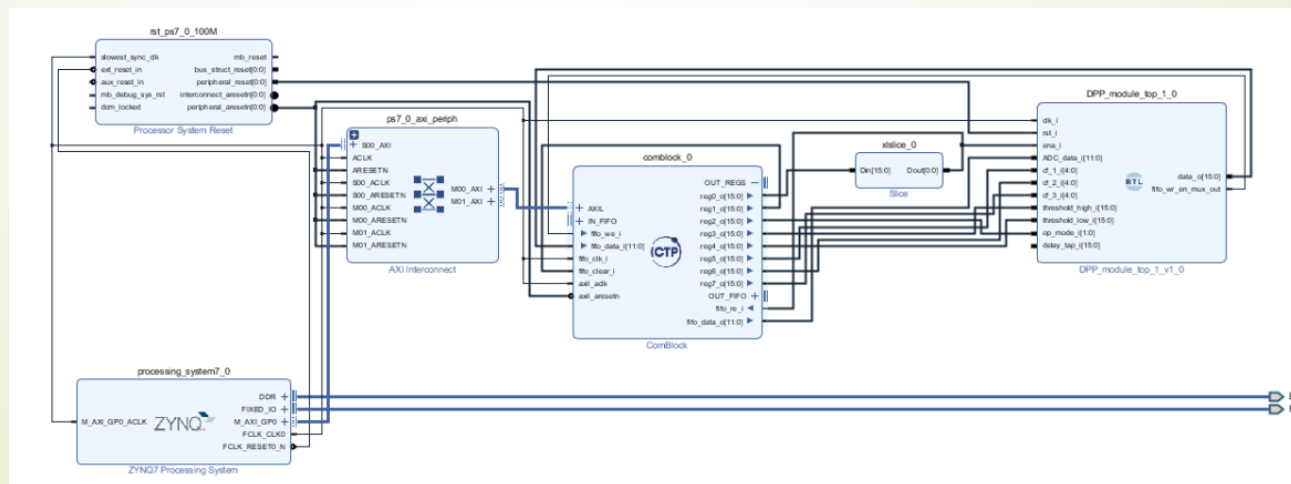 rst_ps7_0_100M
slowest_sync_clk
ext_reset_in
aux_reset_in
mb_debug_sys_rst
dcm_locked
mb_reset
bus_struct_reset[0:0]
peripheral_reset[0:0]
interconnect_aresetn[0:0]
peripheral_aresetn[0:0]
Processor System Reset
ps7_0_axi_periph
S00_AXI
ACLK
ARESETN
S00_ACLK
S00_ARESETN
M00_ACLK
M00_ARESETN
M01_ACLK
M01_ARESETN
M00_AXI
M01_AXI
AXI Interconnect
comblock_0
AXIL
IN_FIFO
fifo_we_i
fifo_data_i[11:0]
fifo_clk_i
fifo_clear_i
axil_aclk
axil_aresetn
ICTP
OUT_REGS
reg0_o[15:0]
reg1_o[15:0]
reg2_o[15:0]
reg3_o[15:0]
reg4_o[15:0]
reg5_o[15:0]
reg6_o[15:0]
reg7_o[15:0]
OUT_FIFO
fifo_re_i
fifo_data_o[11:0]
ComBlock
xlslice_0
Din[15:0]
Dout[0:0]
Slice
DPP_module_top_1_0
clk_i
rst_i
ena_i
ADC_data_i[11:0]
cf_1_i[4:0]
cf_2_i[4:0]
cf_3_i[4:0]
threshold_high_i[15:0]
threshold_low_i[15:0]
op_mode_i[1:0]
delay_tap_i[15:0]
RTL
data_o[15:0]
fifo_wr_en_mux_out
DPP_module_top_1_v1_0
processing_system7_0
M_AXI_GP0_ACLK
ZYNQ
DDR
FIXED_IO
M_AXI_GP0
FCLK_CLK0
FCLK_RESET0_N
ZYNQ7 Processing System